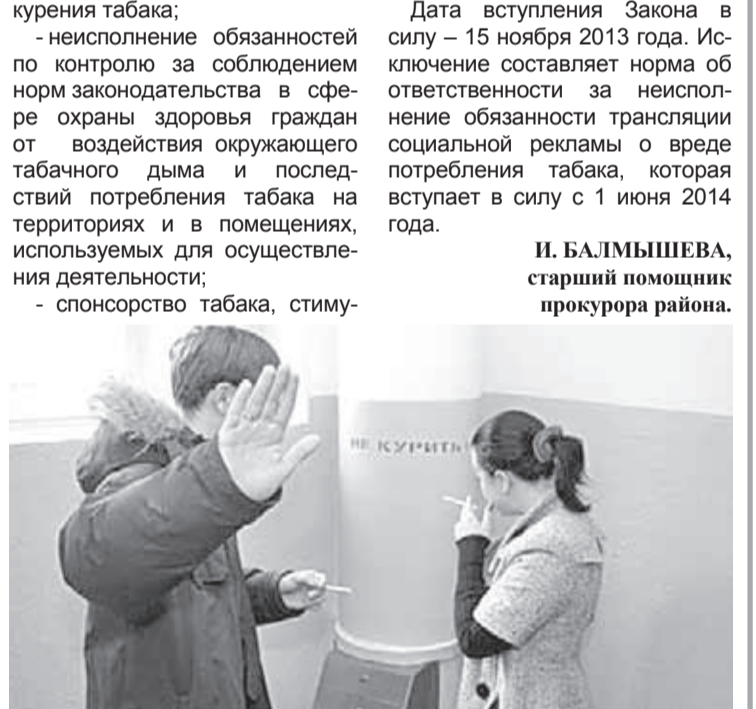 курения табака;
- неисполнение обязанностей
по контролю за соблюдением
норм законодательства в сфе-
ре охраны здоровья граждан
от воздействия окружающего
табачного дыма и послед-
ствий потребления табака на
территориях и в помещениях,
используемых для осуществле-
ния деятельности;
- спонсорство табака, стиму-
Дата вступления Закона в
силу – 15 ноября 2013 года. Ис-
ключение составляет норма об
ответственности за неиспол-
нение обязанности трансляции
социальной рекламы о вреде
потребления табака, которая
вступает в силу с 1 июня 2014
года.
И. БАЛМЫШЕВА,
старший помощник
прокурора района.
НЕ КУРИТЬ